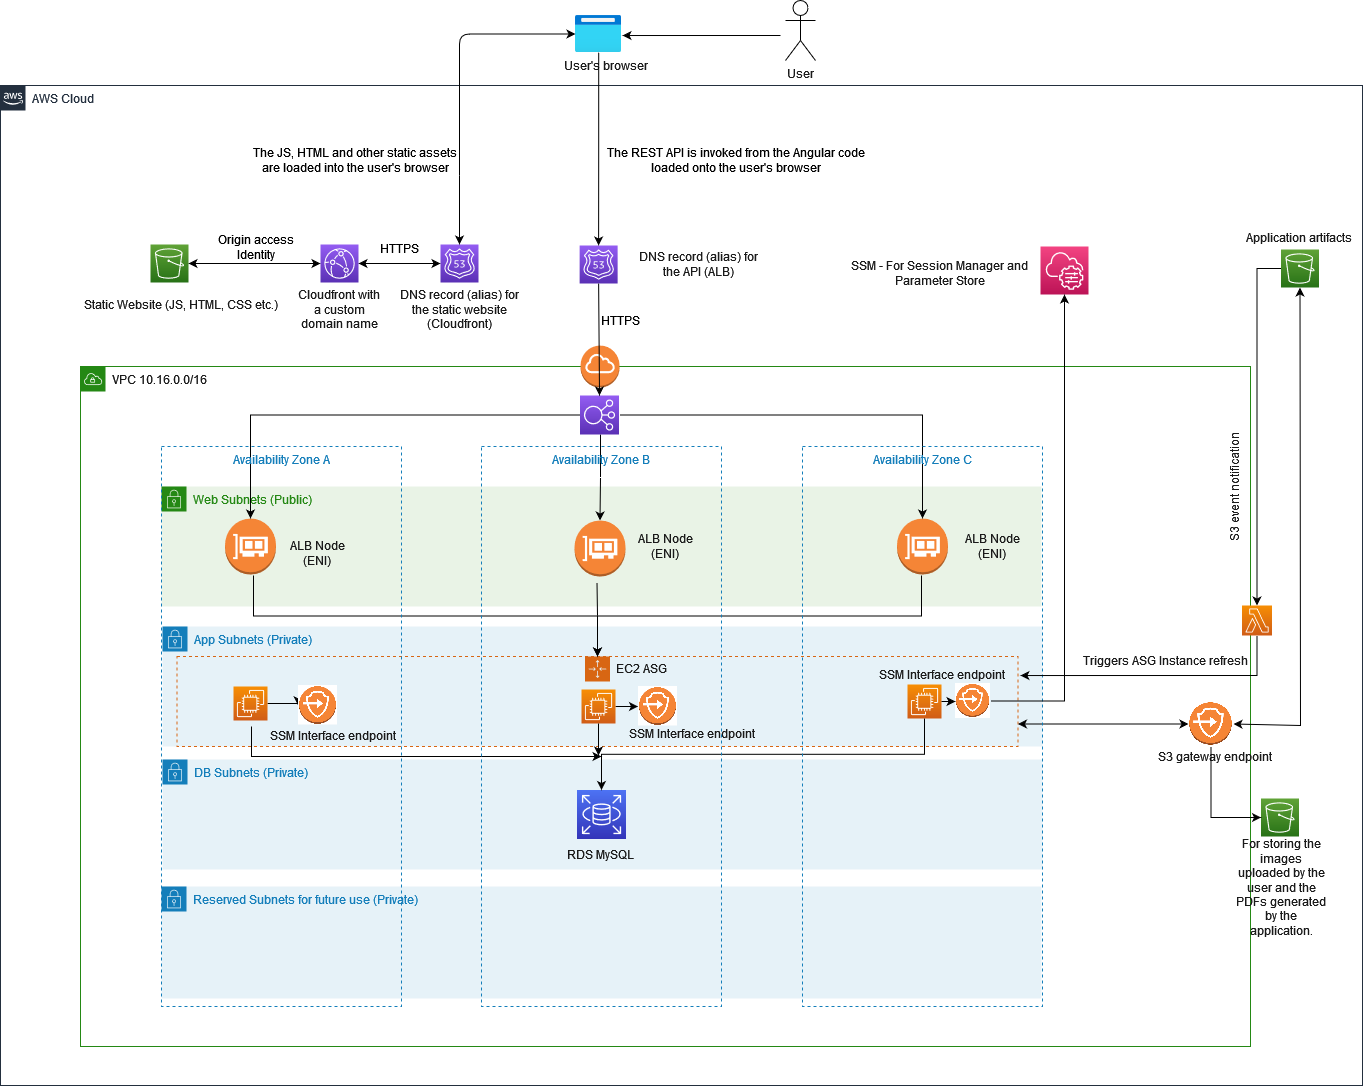 User's browser
User
aws
AWS Cloud
The JS, HTML and other static assets
are loaded into the user's browser
The REST API is invoked from the Angular code
loaded onto the user's browser
Origin access
Identity
HTTPS
53
53
DNS record (alias) for
the API (ALB)
SSM - For Session Manager and
Parameter Store
Application artifacts
Static Website (JS, HTML, CSS etc.)
Cloudfront with
a custom
domain name
DNS record (alias) for
the static website
(Cloudfront)
HTTPS
VPC 10.16.0.0/16
Availability Zone A
Availability Zone B
Availability Zone C
S3 event notification
Web Subnets (Public)
ALB Node
(ENI)
ALB Node
(ENI)
ALB Node
(ENI)
App Subnets (Private)
EC2 ASG
Triggers ASG Instance refresh
SSM Interface endpoint
SSM Interface endpoint
SSM Interface endpoint
S3 gateway endpoint
DB Subnets (Private)
RDS MySQL
For storing the
images
uploaded by the
user and the
PDFs generated
by the
application.
Reserved Subnets for future use (Private)